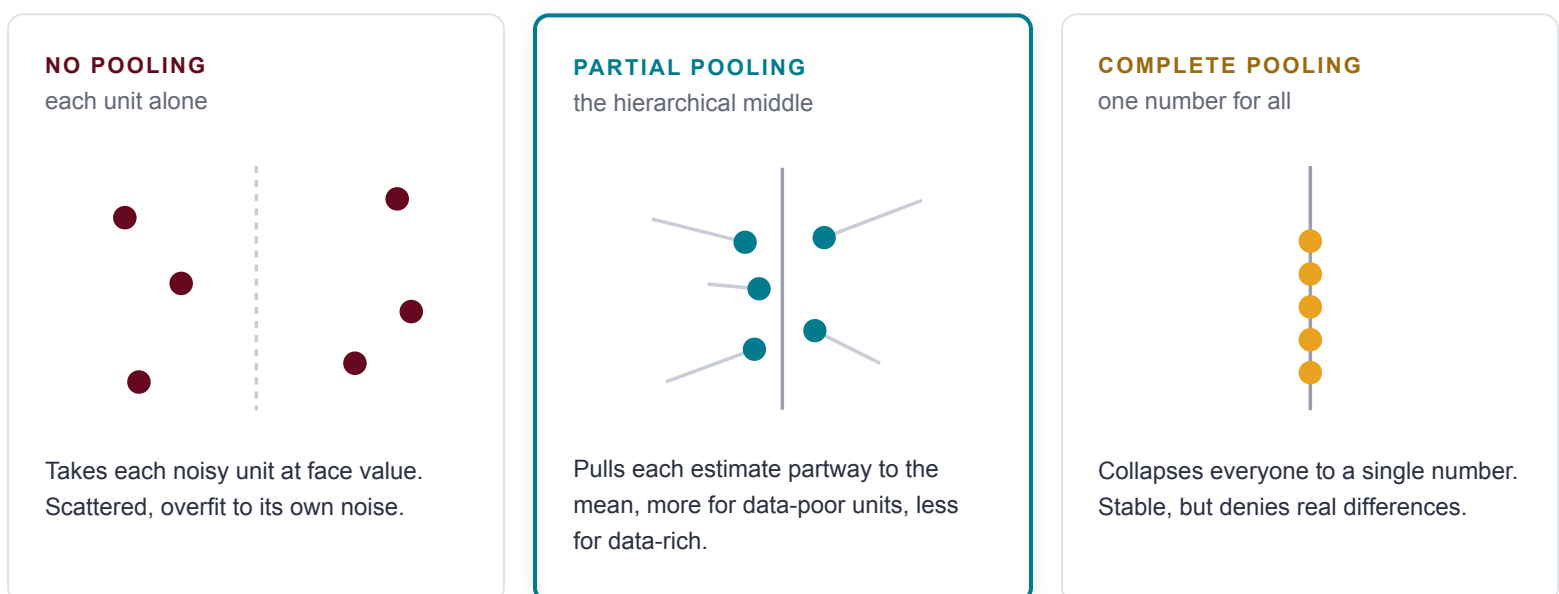 NO POOLING
each unit alone
Takes each noisy unit at face value.
Scattered, overfit to its own noise.
PARTIAL POOLING
the hierarchical middle
Pulls each estimate partway to the
mean, more for data-poor units, less
for data-rich.
COMPLETE POOLING
one number for all
Collapses everyone to a single number.
Stable, but denies real differences.